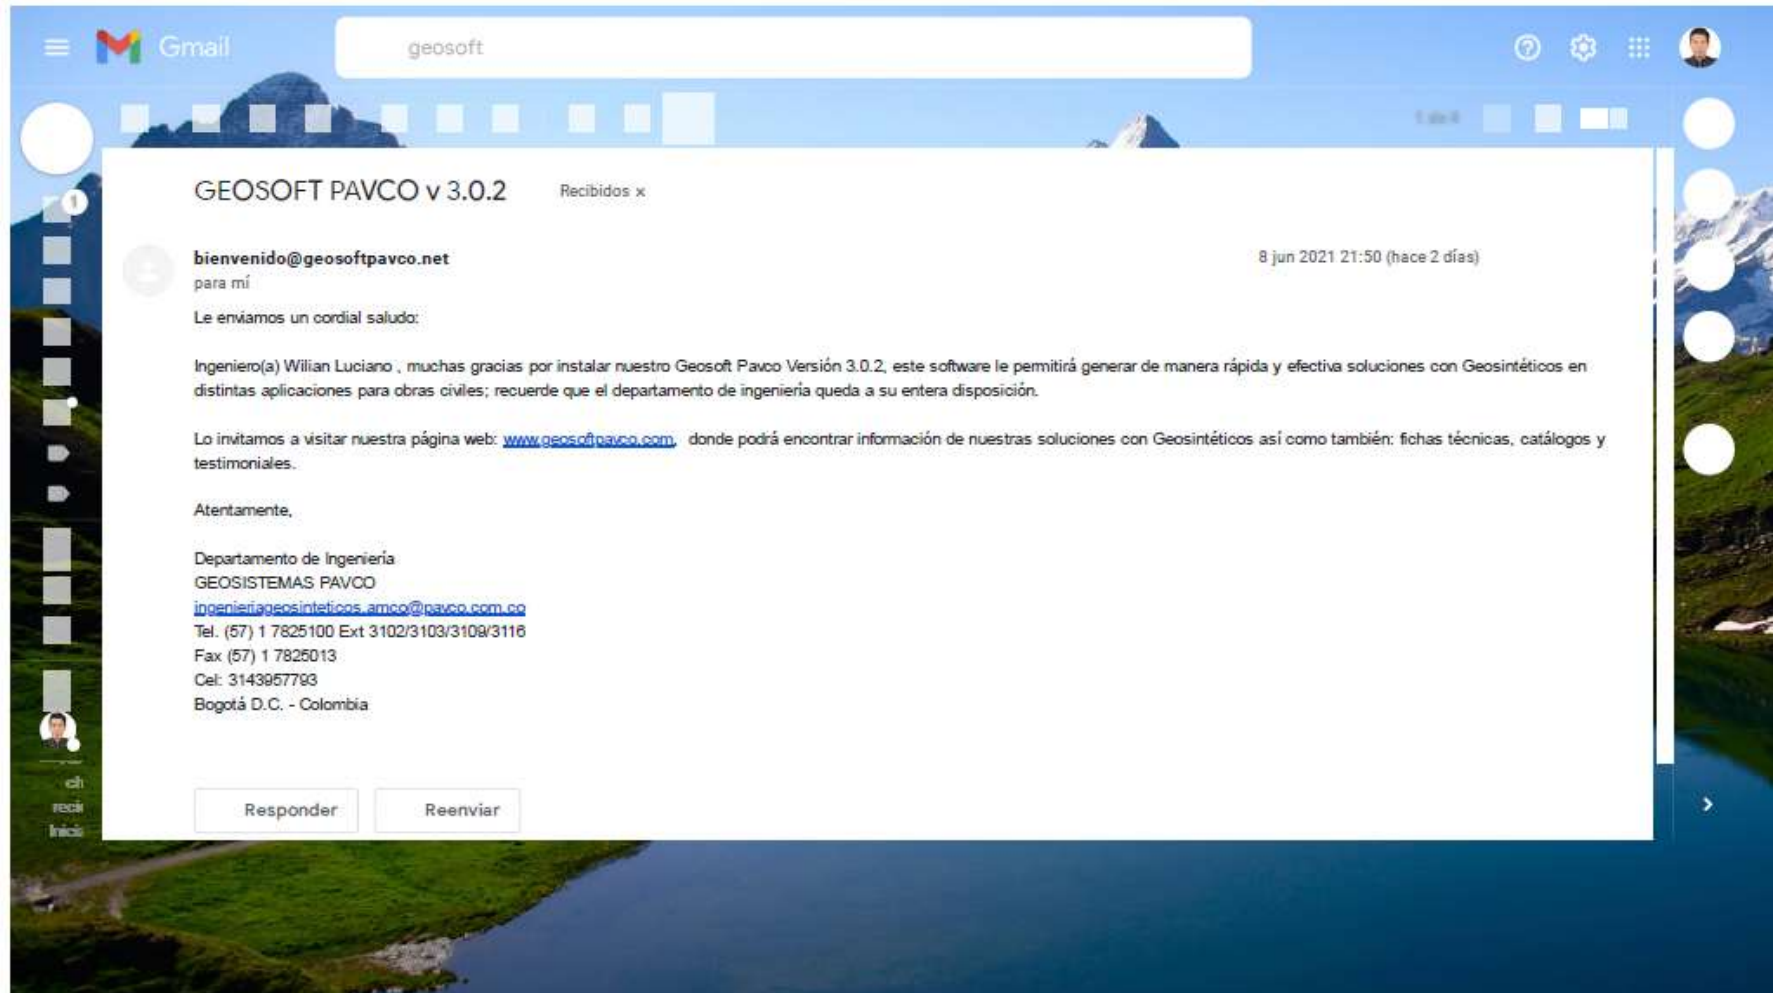 Gmail
geosoft
GEOSOFT PAVCO v 3.0.2 Recibidos x
1
bienvenido@geosoftpavco.net 8 jun 2021 21:50 (hace 2 días)
para mí
Le enviamos un cordial saludo:
Ingeniero(a) Wilian Luciano , muchas gracias por instalar nuestro Geosoft Pavco Versión 3.0.2, este software le permitirá generar de manera rápida y efectiva soluciones con Geosintéticos en
distintas aplicaciones para obras civiles; recuerde que el departamento de ingeniería queda a su entera disposición.
Lo invitamos a visitar nuestra página web: www.geosoftpavco.com, donde podrá encontrar información de nuestras soluciones con Geosintéticos así como también: fichas técnicas, catálogos y
testimoniales.
Atentamente,
Departamento de Ingeniería
GEOSISTEMAS PAVCO
ingenieriageosinteticos.amco@pavco.com.co
Tel. (57) 1 7825100 Ext 3102/3103/3109/3116
Fax (57) 1 7825013
Cel: 3143957793
Bogotá D.C. - Colombia
Responder Reenviar